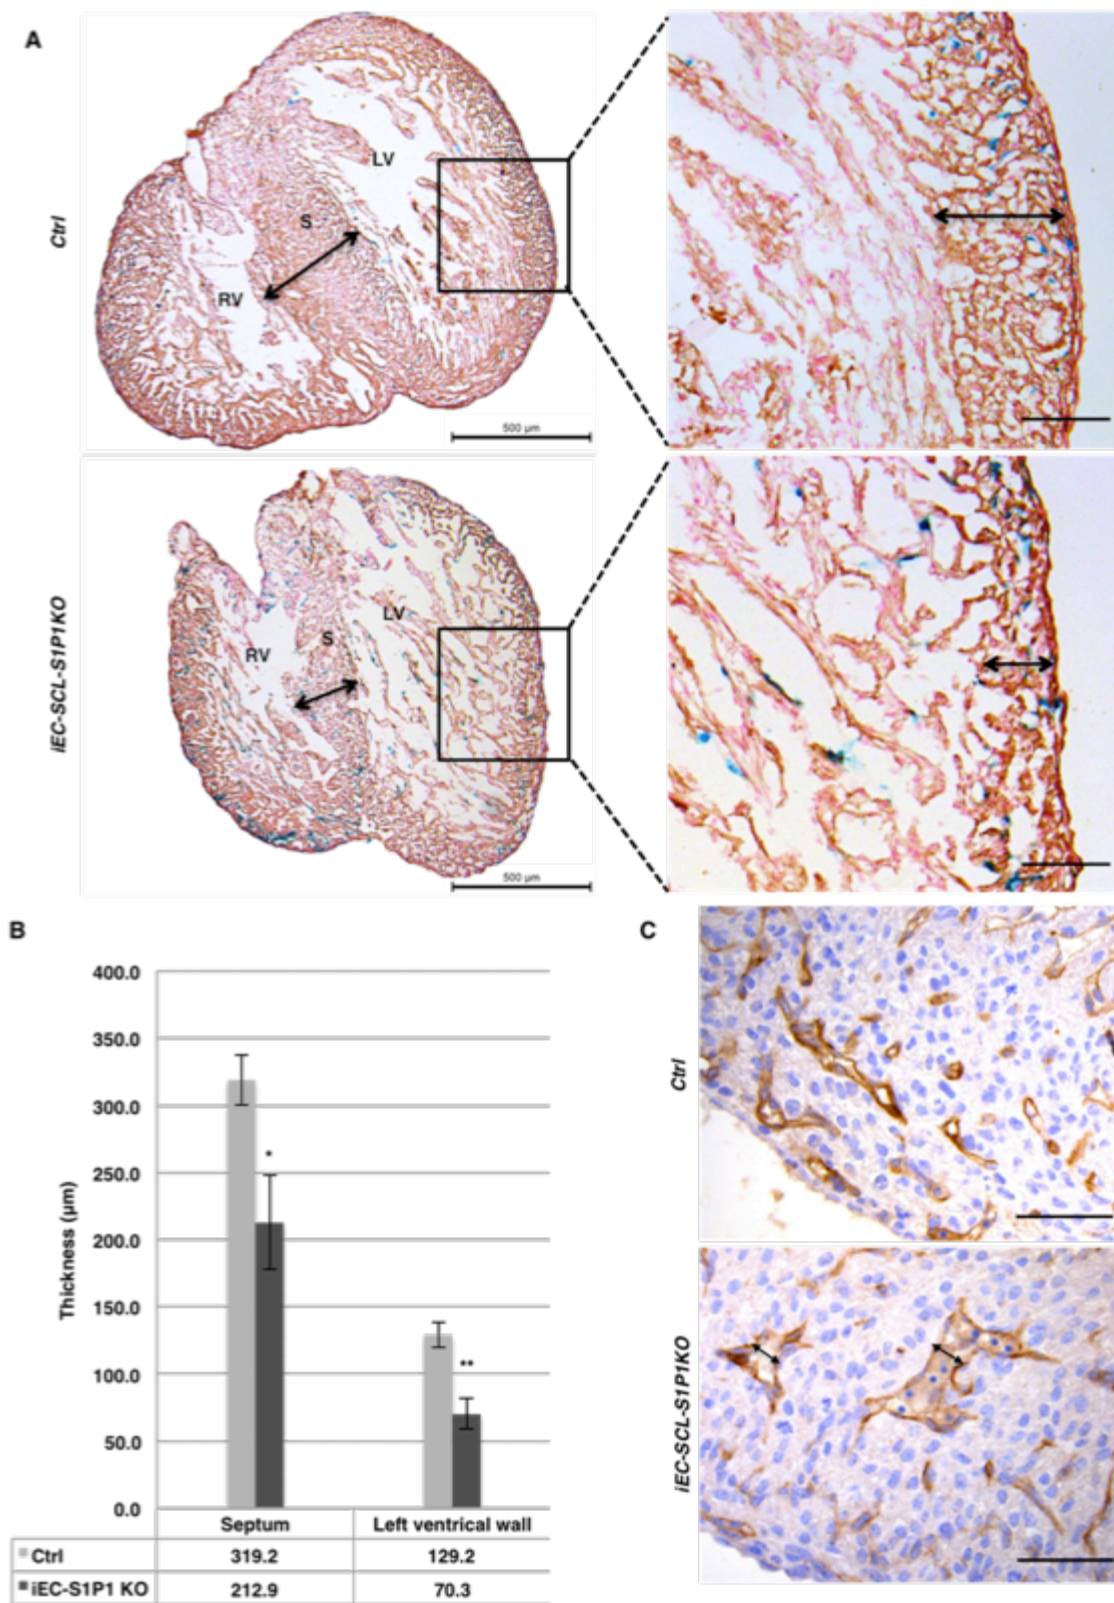 A
Ctrl
LV
S
RV
500 µm
iEC-SCL-S1P1KO
LV
S
RV
500 µm
B
400.0
350.0
300.0
250.0
200.0
150.0
100.0
50.0
0.0
Thickness (µm)
*
**
Septum Left ventrical wall
Ctrl 319.2 129.2
iEC-S1P1 KO 212.9 70.3
C
Ctrl
iEC-SCL-S1P1KO